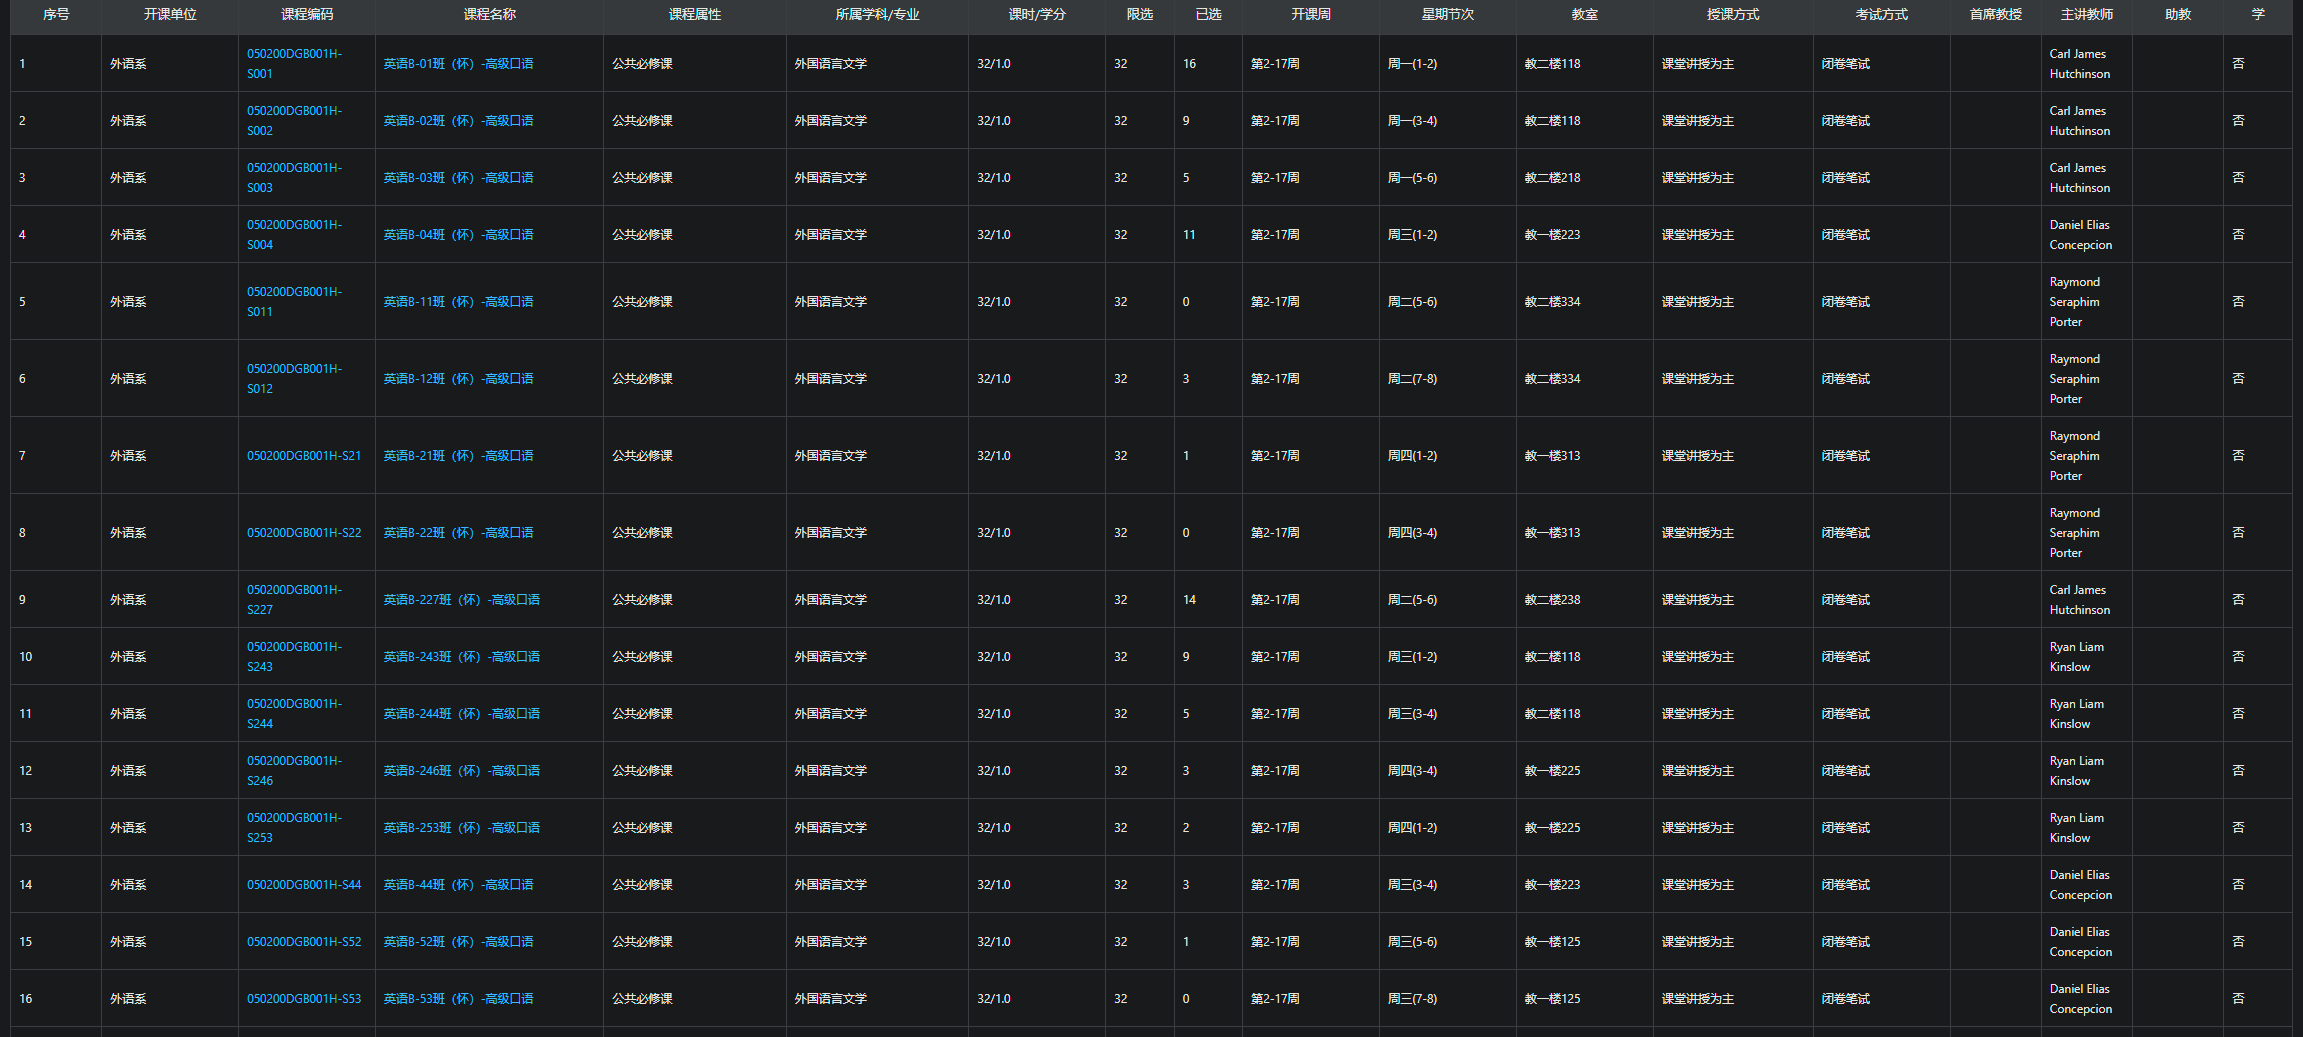 序号 开课单位 课程编码 课程名称 课程属性 所属学科/专业 课时/学分 限选 已选 开课周 星期节次 教室 授课方式 考试方式 首席教授 主讲教师 助教 学
1 外语系 050200DGB001H-S001 英语B-01班（怀）-高级口语 公共必修课 外国语言文学 32/1.0 32 16 第2-17周 周一(1-2) 教二楼118 课堂讲授为主 闭卷笔试 Carl James Hutchinson 否
2 外语系 050200DGB001H-S002 英语B-02班（怀）-高级口语 公共必修课 外国语言文学 32/1.0 32 9 第2-17周 周一(3-4) 教二楼118 课堂讲授为主 闭卷笔试 Carl James Hutchinson 否
3 外语系 050200DGB001H-S003 英语B-03班（怀）-高级口语 公共必修课 外国语言文学 32/1.0 32 5 第2-17周 周一(5-6) 教二楼218 课堂讲授为主 闭卷笔试 Carl James Hutchinson 否
4 外语系 050200DGB001H-S004 英语B-04班（怀）-高级口语 公共必修课 外国语言文学 32/1.0 32 11 第2-17周 周三(1-2) 教一楼223 课堂讲授为主 闭卷笔试 Daniel Elias Concepcion 否
5 外语系 050200DGB001H-S011 英语B-11班（怀）-高级口语 公共必修课 外国语言文学 32/1.0 32 0 第2-17周 周二(5-6) 教二楼334 课堂讲授为主 闭卷笔试 Raymond Seraphim Porter 否
6 外语系 050200DGB001H-S012 英语B-12班（怀）-高级口语 公共必修课 外国语言文学 32/1.0 32 3 第2-17周 周二(7-8) 教二楼334 课堂讲授为主 闭卷笔试 Raymond Seraphim Porter 否
7 外语系 050200DGB001H-S21 英语B-21班（怀）-高级口语 公共必修课 外国语言文学 32/1.0 32 1 第2-17周 周四(1-2) 教一楼313 课堂讲授为主 闭卷笔试 Raymond Seraphim Porter 否
8 外语系 050200DGB001H-S22 英语B-22班（怀）-高级口语 公共必修课 外国语言文学 32/1.0 32 0 第2-17周 周四(3-4) 教一楼313 课堂讲授为主 闭卷笔试 Raymond Seraphim Porter 否
9 外语系 050200DGB001H-S227 英语B-227班（怀）-高级口语 公共必修课 外国语言文学 32/1.0 32 14 第2-17周 周二(5-6) 教二楼238 课堂讲授为主 闭卷笔试 Carl James Hutchinson 否
10 外语系 050200DGB001H-S243 英语B-243班（怀）-高级口语 公共必修课 外国语言文学 32/1.0 32 9 第2-17周 周三(1-2) 教二楼118 课堂讲授为主 闭卷笔试 Ryan Liam Kinslow 否
11 外语系 050200DGB001H-S244 英语B-244班（怀）-高级口语 公共必修课 外国语言文学 32/1.0 32 5 第2-17周 周三(3-4) 教二楼118 课堂讲授为主 闭卷笔试 Ryan Liam Kinslow 否
12 外语系 050200DGB001H-S246 英语B-246班（怀）-高级口语 公共必修课 外国语言文学 32/1.0 32 3 第2-17周 周四(3-4) 教一楼225 课堂讲授为主 闭卷笔试 Ryan Liam Kinslow 否
13 外语系 050200DGB001H-S253 英语B-253班（怀）-高级口语 公共必修课 外国语言文学 32/1.0 32 2 第2-17周 周四(1-2) 教一楼225 课堂讲授为主 闭卷笔试 Ryan Liam Kinslow 否
14 外语系 050200DGB001H-S44 英语B-44班（怀）-高级口语 公共必修课 外国语言文学 32/1.0 32 3 第2-17周 周三(3-4) 教一楼223 课堂讲授为主 闭卷笔试 Daniel Elias Concepcion 否
15 外语系 050200DGB001H-S52 英语B-52班（怀）-高级口语 公共必修课 外国语言文学 32/1.0 32 1 第2-17周 周三(5-6) 教一楼125 课堂讲授为主 闭卷笔试 Daniel Elias Concepcion 否
16 外语系 050200DGB001H-S53 英语B-53班（怀）-高级口语 公共必修课 外国语言文学 32/1.0 32 0 第2-17周 周三(7-8) 教一楼125 课堂讲授为主 闭卷笔试 Daniel Elias Concepcion 否